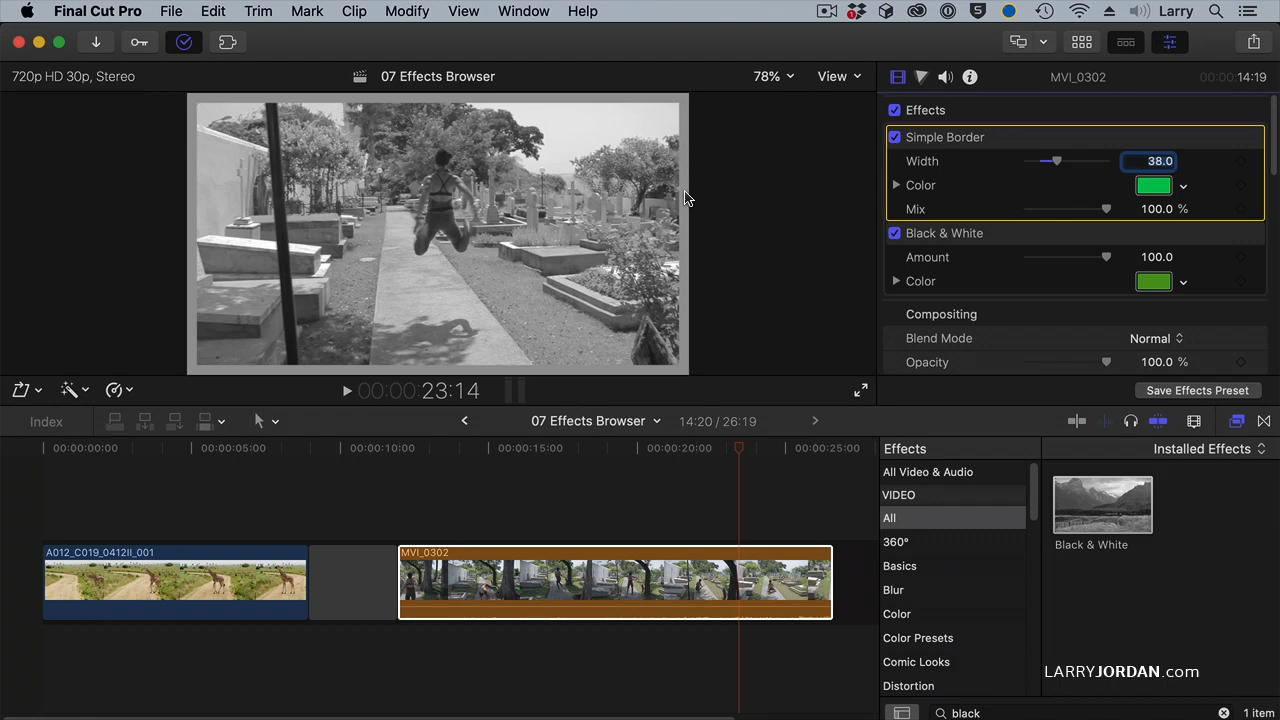 Final Cut Pro File Edit Trim Mark Clip Modify View Window Help Larry
720p HD 30p, Stereo 07 Effects Browser 78% View MVI_0302 00:00:14:19
Effects
Simple Border
Width 38.0
Color
Mix 100.0 %
Black & White
Amount 100.0
Color
Compositing
Blend Mode Normal
Opacity 100.0 %
00:00:23:14 Save Effects Preset
Index 07 Effects Browser 14:20 / 26:19
00:00:00:00 00:00:05:00 00:00:10:00 00:00:15:00 00:00:20:00 00:00:25:00
Effects Installed Effects
All Video & Audio
VIDEO
All
360°
Basics
Blur
Color
Color Presets
Comic Looks
Distortion
Black & White
A012_C019_0412II_001 MVI_0302
LARRYJORDAN.com
black 1 item